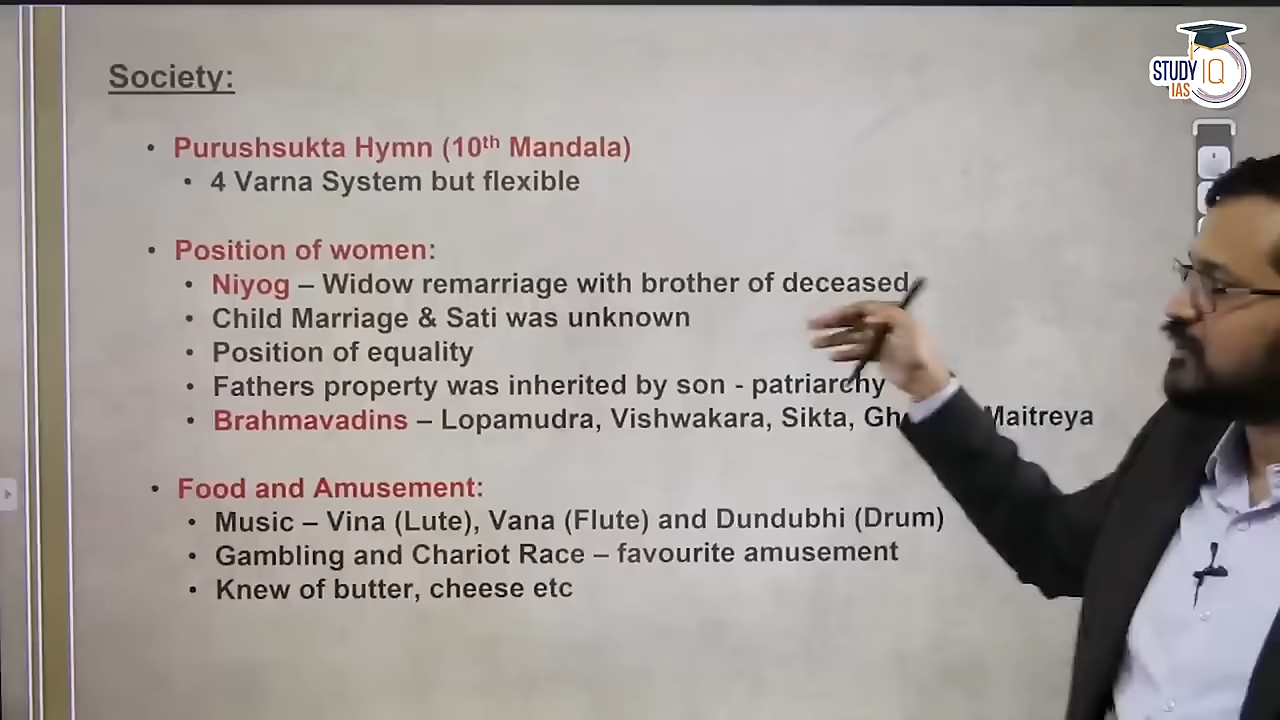 Society:
• Purushsukta Hymn (10th Mandala)
• 4 Varna System but flexible
• Position of women:
• Niyog – Widow remarriage with brother of deceased
• Child Marriage & Sati was unknown
• Position of equality
• Fathers property was inherited by son - patriarchy
• Brahmavadins – Lopamudra, Vishwakara, Sikta, Maitreya
• Food and Amusement:
• Music – Vina (Lute), Vana (Flute) and Dundubhi (Drum)
• Gambling and Chariot Race – favourite amusement
• Knew of butter, cheese etc
STUDY IQ
IAS